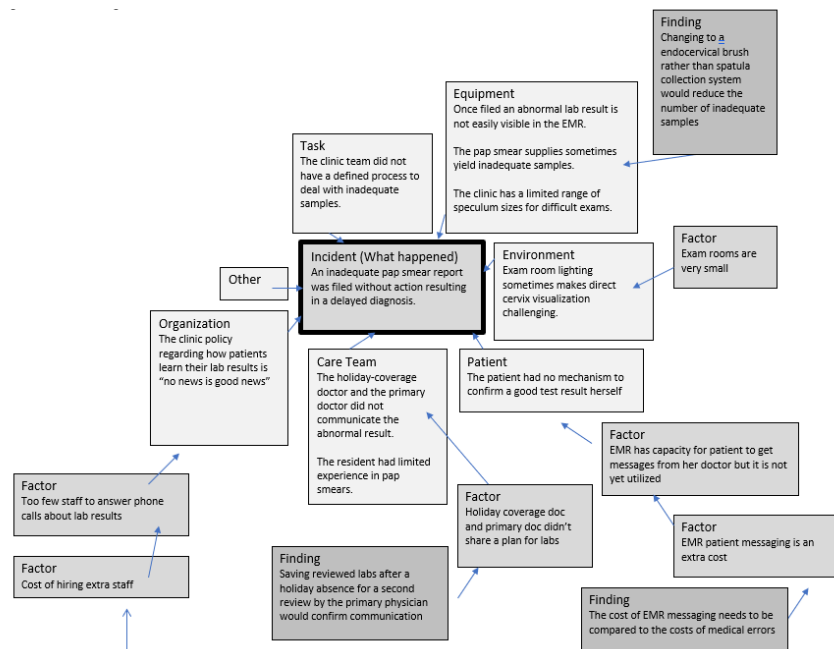 Finding
Changing to a
endocervical brush
rather than spatula
collection system
would reduce the
number of inadequate
samples
Equipment
Once filed an abnormal lab result is
not easily visible in the EMR.
The pap smear supplies sometimes
yield inadequate samples.
The clinic has a limited range of
speculum sizes for difficult exams.
Task
The clinic team did not
have a defined process to
deal with inadequate
samples.
Incident (What happened)
An inadequate pap smear report
was filed without action resulting
in a delayed diagnosis.
Environment
Exam room lighting
sometimes makes direct
cervix visualization
challenging.
Factor
Exam rooms are
very small
Other
Organization
The clinic policy
regarding how patients
learn their lab results is
“no news is good news”
Care Team
The holiday-coverage
doctor and the primary
doctor did not
communicate the
abnormal result.
The resident had limited
experience in pap
smears.
Patient
The patient had no mechanism to
confirm a good test result herself
Factor
EMR has capacity for patient to get
messages from her doctor but it is not
yet utilized
Factor
Too few staff to answer phone
calls about lab results
Factor
Holiday coverage doc
and primary doc didn’t
share a plan for labs
Factor
EMR patient messaging is an
extra cost
Factor
Cost of hiring extra staff
Finding
Saving reviewed labs after a
holiday absence for a second
review by the primary physician
would confirm communication
Finding
The cost of EMR messaging needs to be
compared to the costs of medical errors